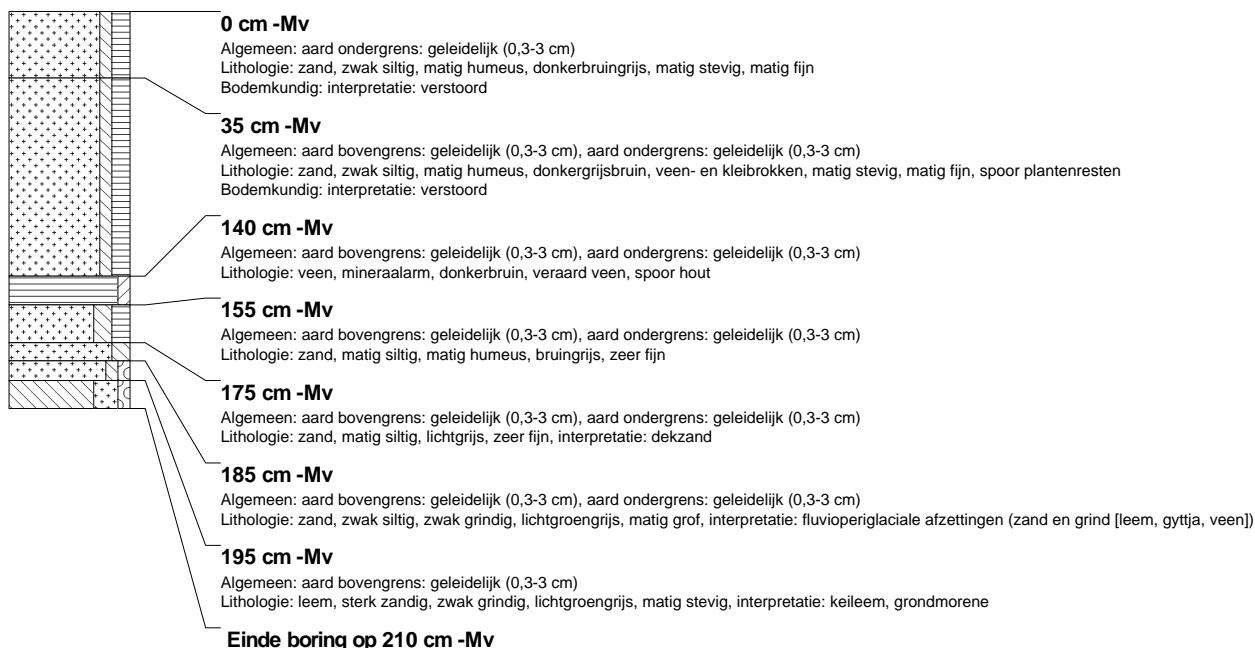 0 cm -Mv
Algemeen: aard ondergrens: geleidelijk (0,3-3 cm)
Lithologie: zand, zwak siltig, matig humeus, donkerbruingrijs, matig stevig, matig fijn
Bodemkundig: interpretatie: verstoord
35 cm -Mv
Algemeen: aard bovengrens: geleidelijk (0,3-3 cm), aard ondergrens: geleidelijk (0,3-3 cm)
Lithologie: zand, zwak siltig, matig humeus, donkergrijsbruin, veen- en kleibrokken, matig stevig, matig fijn, spoor plantenresten
Bodemkundig: interpretatie: verstoord
140 cm -Mv
Algemeen: aard bovengrens: geleidelijk (0,3-3 cm), aard ondergrens: geleidelijk (0,3-3 cm)
Lithologie: veen, mineraalarm, donkerbruin, veraard veen, spoor hout
155 cm -Mv
Algemeen: aard bovengrens: geleidelijk (0,3-3 cm), aard ondergrens: geleidelijk (0,3-3 cm)
Lithologie: zand, matig siltig, matig humeus, bruingrijs, zeer fijn
175 cm -Mv
Algemeen: aard bovengrens: geleidelijk (0,3-3 cm), aard ondergrens: geleidelijk (0,3-3 cm)
Lithologie: zand, matig siltig, lichtgrijs, zeer fijn, interpretatie: dekzand
185 cm -Mv
Algemeen: aard bovengrens: geleidelijk (0,3-3 cm), aard ondergrens: geleidelijk (0,3-3 cm)
Lithologie: zand, zwak siltig, zwak grindig, lichtgroengrijs, matig grof, interpretatie: fluvioperiglaciale afzettingen (zand en grind [leem, gyttja, veen])
195 cm -Mv
Algemeen: aard bovengrens: geleidelijk (0,3-3 cm)
Lithologie: leem, sterk zandig, zwak grindig, lichtgroengrijs, matig stevig, interpretatie: keileem, grondmorene
Einde boring op 210 cm -Mv